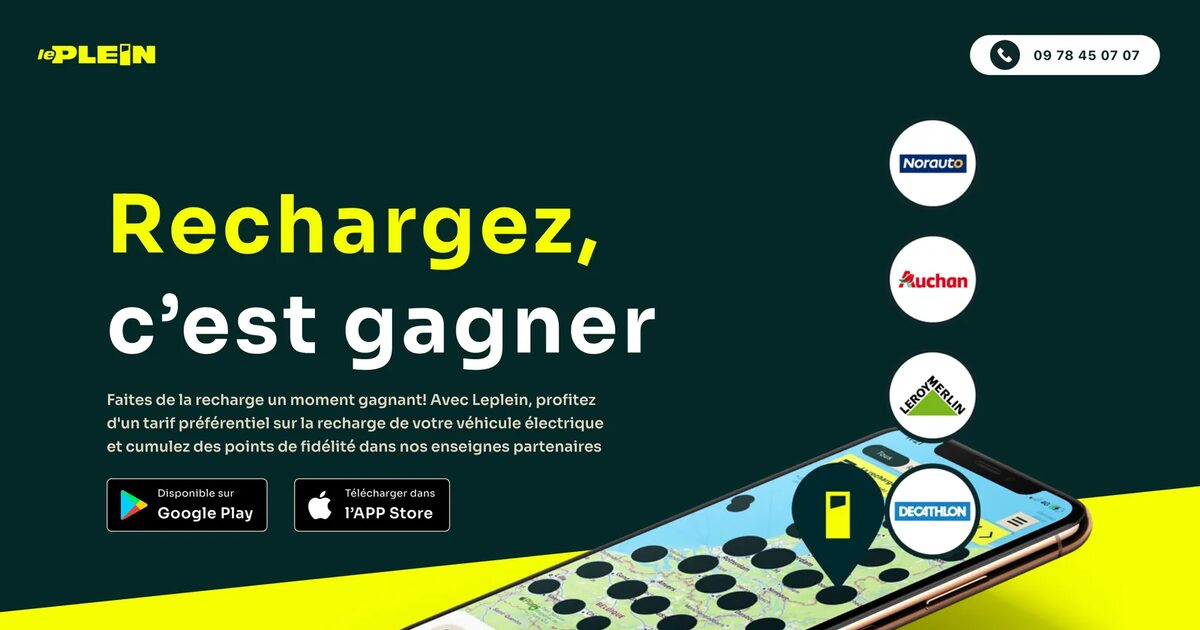 lePLEIN
09 78 45 07 07
Norauto
Auchan
Rechargez,
c’est gagner
LEROY MERLIN
Faites de la recharge un moment gagnant! Avec Leplein, profitez
d'un tarif préférentiel sur la recharge de votre véhicule électrique
et cumulez des points de fidélité dans nos enseignes partenaires
Disponible sur
Google Play
Télécharger dans
l’APP Store
DECATHLON
Tous
BELGIQUE